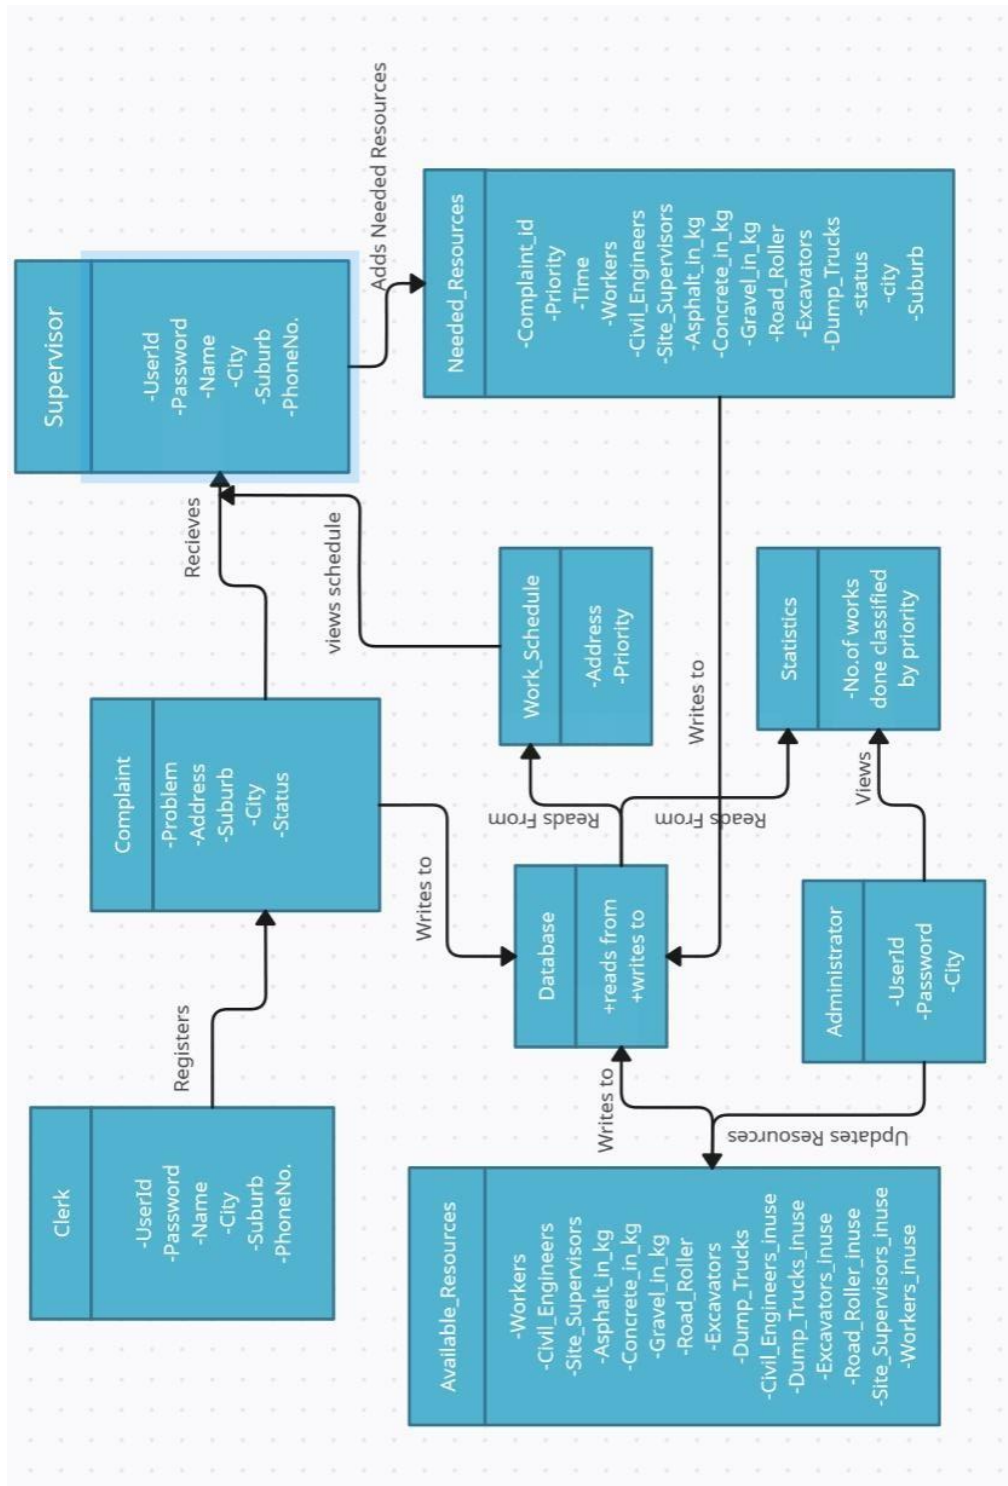 Clerk
-UserId
-Password
-Name
-City
-Suburb
-PhoneNo.
Registers
Complaint
-Problem
-Address
-Suburb
-City
-Status
Recieves
Supervisor
-UserId
-Password
-Name
-City
-Suburb
-PhoneNo.
views schedule
Adds Needed Resources
Writes to
Available_Resources
-Workers
-Civil_Engineers
-Site_Supervisors
-Asphalt_in_kg
-Concrete_in_kg
-Gravel_in_kg
-Road_Roller
-Excavators
-Dump_Trucks
-Civil_Engineers_inuse
-Dump_Trucks_inuse
-Excavators_inuse
-Road_Roller_inuse
-Site_Supervisors_inuse
-Workers_inuse
Writes to
Updates Resources
Database
+reads from
+writes to
Reads From
Reads From
Work_Schedule
-Address
-Priority
Writes to
Needed_Resources
-Complaint_id
-Priority
-Time
-Workers
-Civil_Engineers
-Site_Supervisors
-Asphalt_in_kg
-Concrete_in_kg
-Gravel_in_kg
-Road_Roller
-Excavators
-Dump_Trucks
-status
-city
-Suburb
Administrator
-UserId
-Password
-City
Views
Statistics
-No.of works
done classified
by priority